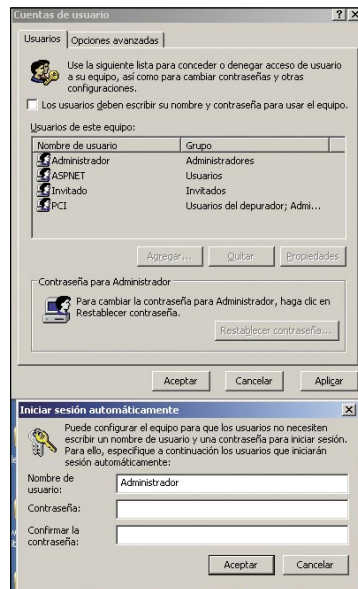 Cuentas de usuario
Usuarios
Opciones avanzadas
Use la siguiente lista para conceder o denegar acceso de usuario
a su equipo, así como para cambiar contraseñas y otras
configuraciones.
Los usuarios deben escribir su nombre y contraseña para usar el equipo.
Usuarios de este equipo:
Nombre de usuario Grupo
Administrador Administradores
ASPNET Usuarios
Invitado Invitados
PCI Usuarios del depurador; Admi...
Agregar... Quitar Propiedades
Contraseña para Administrador
Para cambiar la contraseña para Administrador, haga clic en
Restablecer contraseña.
Restablecer contraseña...
Aceptar Cancelar Aplicar
Iniciar sesión automáticamente
Puede configurar el equipo para que los usuarios no necesiten
escribir un nombre de usuario y una contraseña para iniciar sesión.
Para ello, especifique a continuación los usuarios que iniciarán
sesión automáticamente:
Nombre de
usuario:
Administrador
Contraseña:
Confirmar la
contraseña:
Aceptar Cancelar